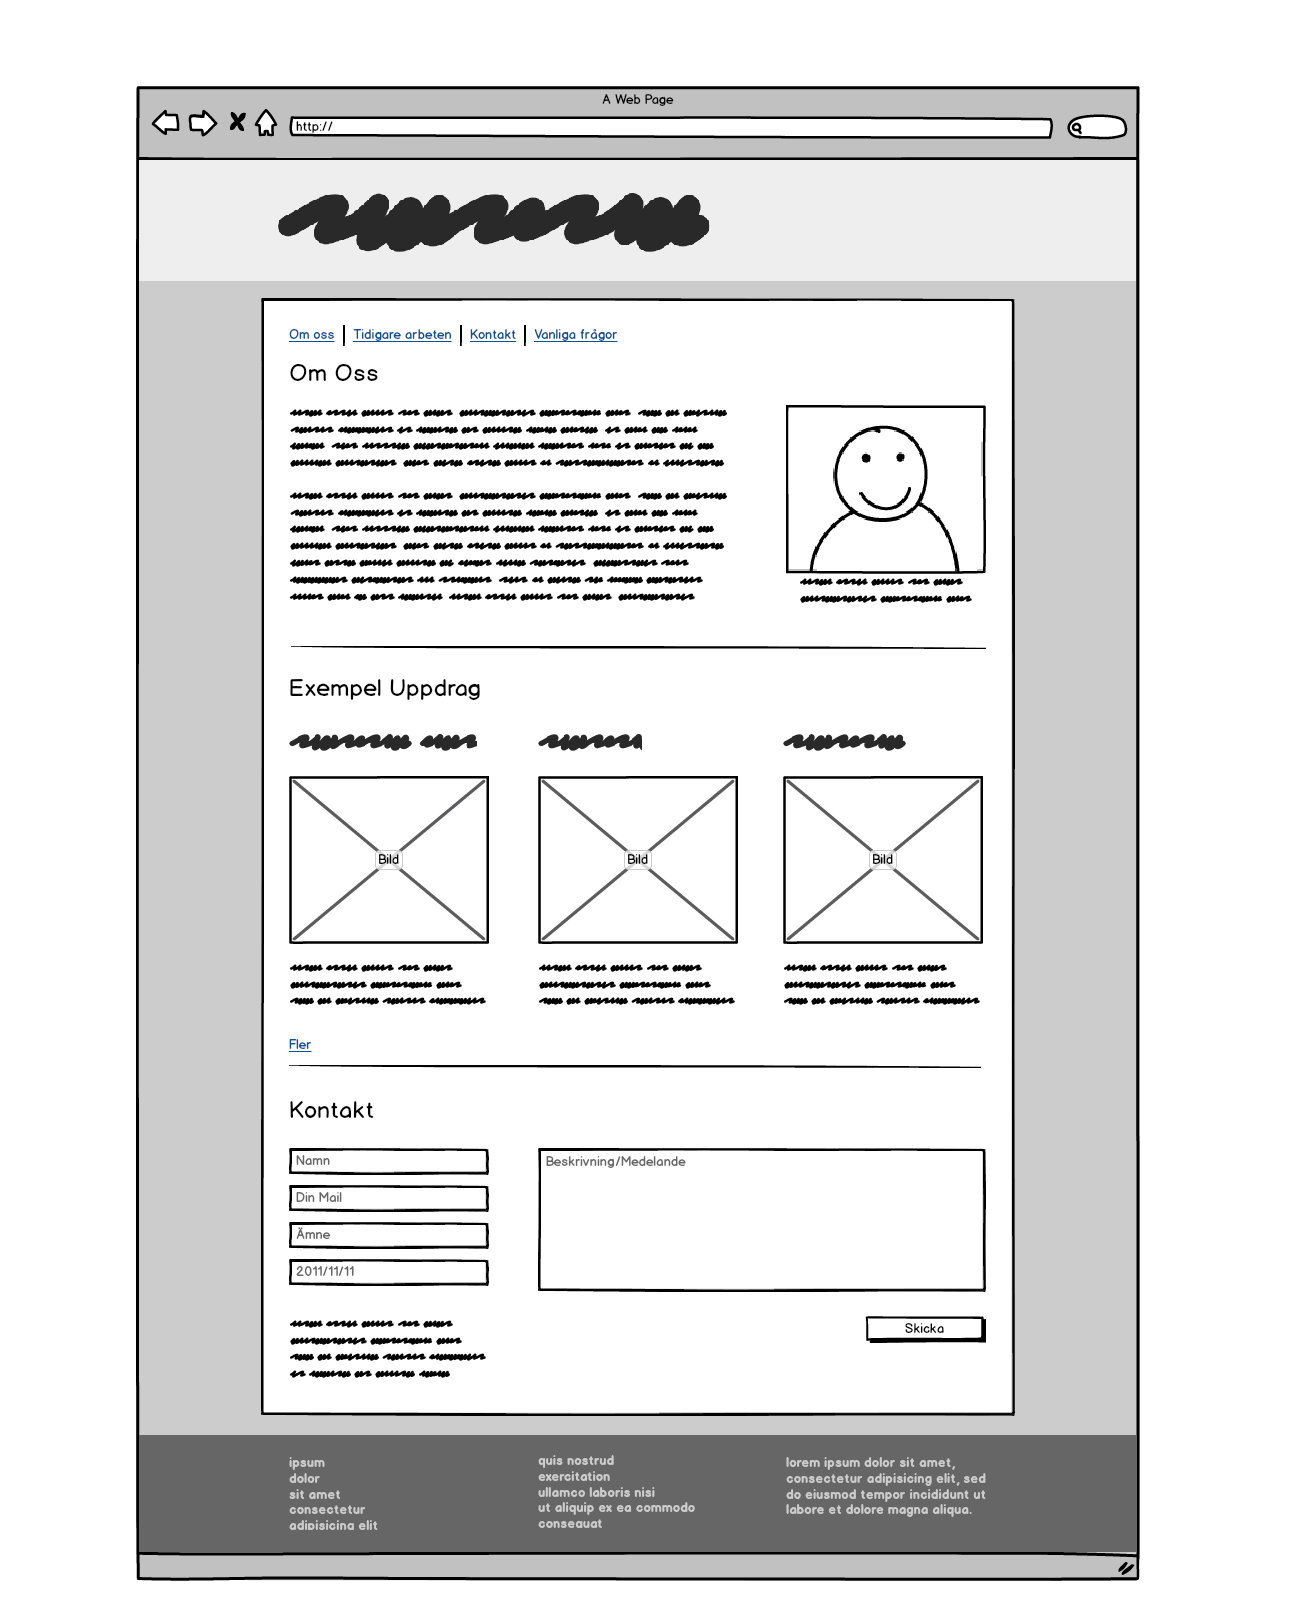 A Web Page
http://
Om oss
Tidigare arbeten
Kontakt
Vanliga frågor
Om Oss
Exempel Uppdrag
Bild
Bild
Bild
Fler
Kontakt
Namn
Din Mail
Ämne
2011/11/11
Beskrivning/Medelande
Skicka
ipsum
dolor
sit amet
consectetur
adipisicing elit
quis nostrud
exercitation
ullamco laboris nisi
ut aliquip ex ea commodo
consequat
lorem ipsum dolor sit amet,
consectetur adipisicing elit, sed
do eiusmod tempor incididunt ut
labore et dolore magna aliqua.